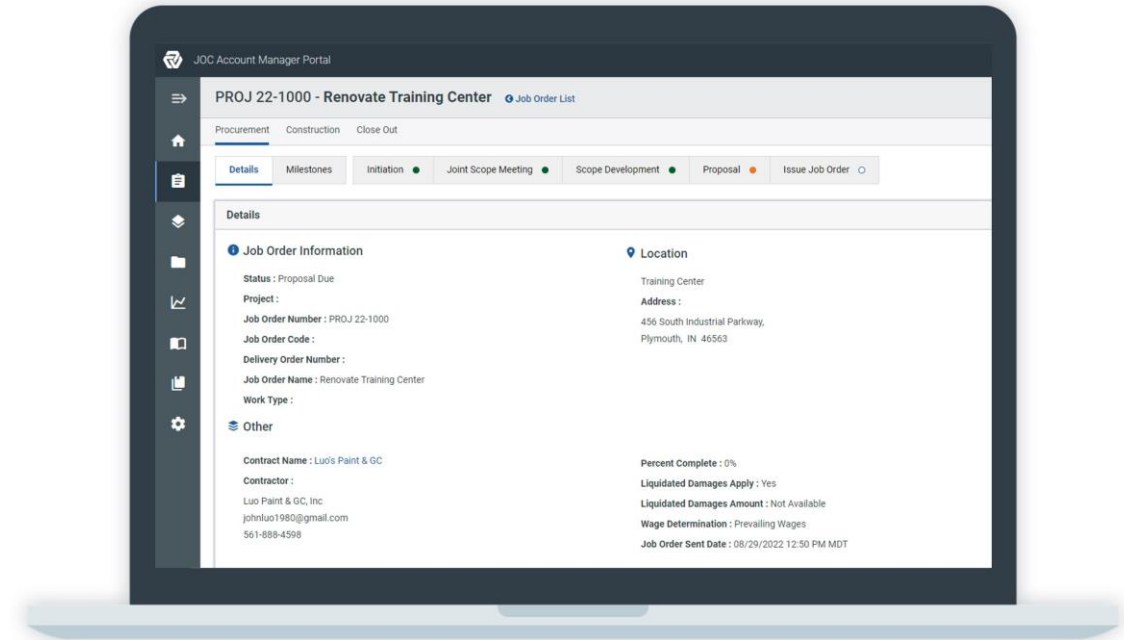 JOC Account Manager Portal
PROJ 22-1000 - Renovate Training Center Job Order List
Procurement Construction Close Out
Details Milestones Initiation Joint Scope Meeting Scope Development Proposal Issue Job Order
Details
Job Order Information
Status : Proposal Due
Project :
Job Order Number : PROJ 22-1000
Job Order Code :
Delivery Order Number :
Job Order Name : Renovate Training Center
Work Type :
Location
Training Center
Address :
456 South Industrial Parkway,
Plymouth, IN 46563
Other
Contract Name : Luo's Paint & GC
Contractor :
Luo Paint & GC, Inc
johnluo1980@gmail.com
561-888-4598
Percent Complete : 0%
Liquidated Damages Apply : Yes
Liquidated Damages Amount : Not Available
Wage Determination : Prevailing Wages
Job Order Sent Date : 08/29/2022 12:50 PM MDT